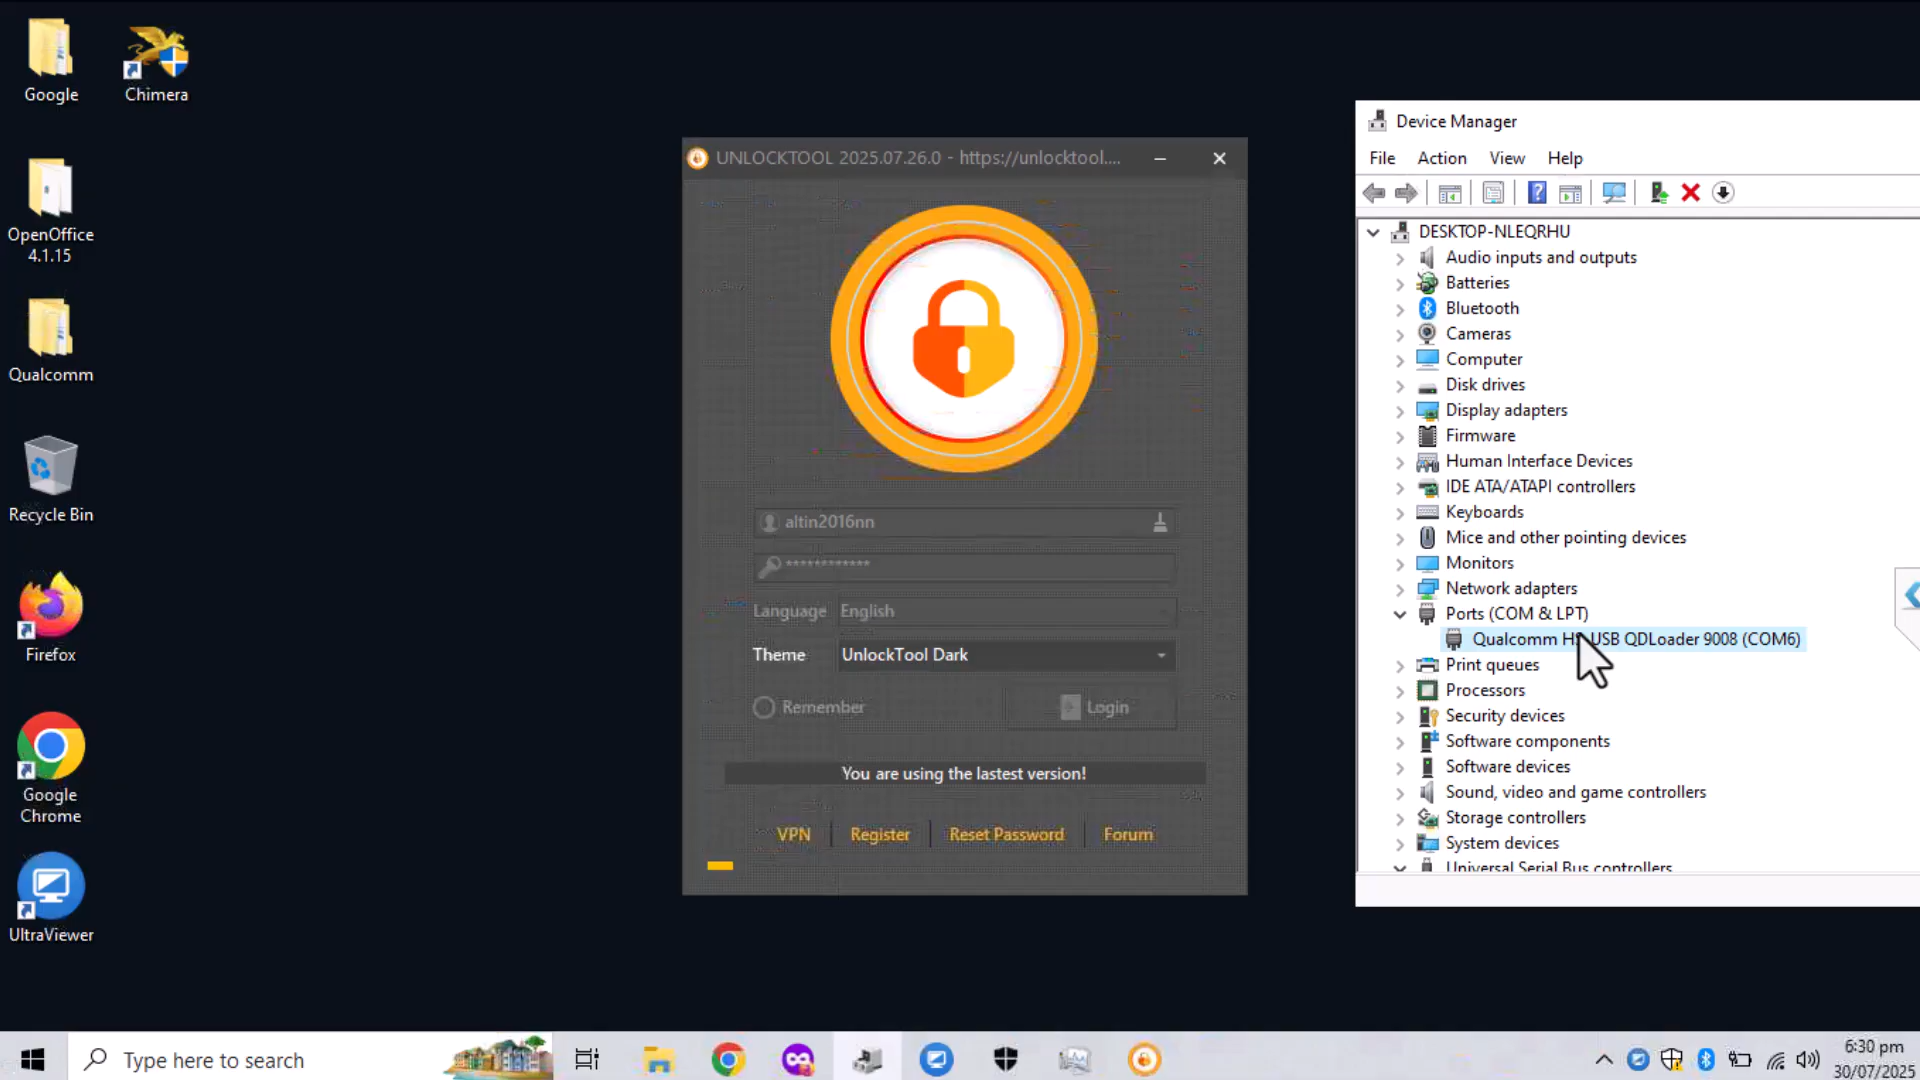 Google
Chimera
OpenOffice
4.1.15
Qualcomm
Recycle Bin
Firefox
Google
Chrome
UltraViewer
UNLOCKTOOL 2025.07.26.0 - https://unlocktool....
altin2016nn
************
Language English
Theme UnlockTool Dark
Remember
Login
You are using the lastest version!
VPN Register Reset Password Forum
Device Manager
File Action View Help
DESKTOP-NLEQRHU
Audio inputs and outputs
Batteries
Bluetooth
Cameras
Computer
Disk drives
Display adapters
Firmware
Human Interface Devices
IDE ATA/ATAPI controllers
Keyboards
Mice and other pointing devices
Monitors
Network adapters
Ports (COM & LPT)
Qualcomm HS-USB QDLoader 9008 (COM6)
Print queues
Processors
Security devices
Software components
Software devices
Sound, video and game controllers
Storage controllers
System devices
Universal Serial Bus controllers
Type here to search
6:30 pm
30/07/2025